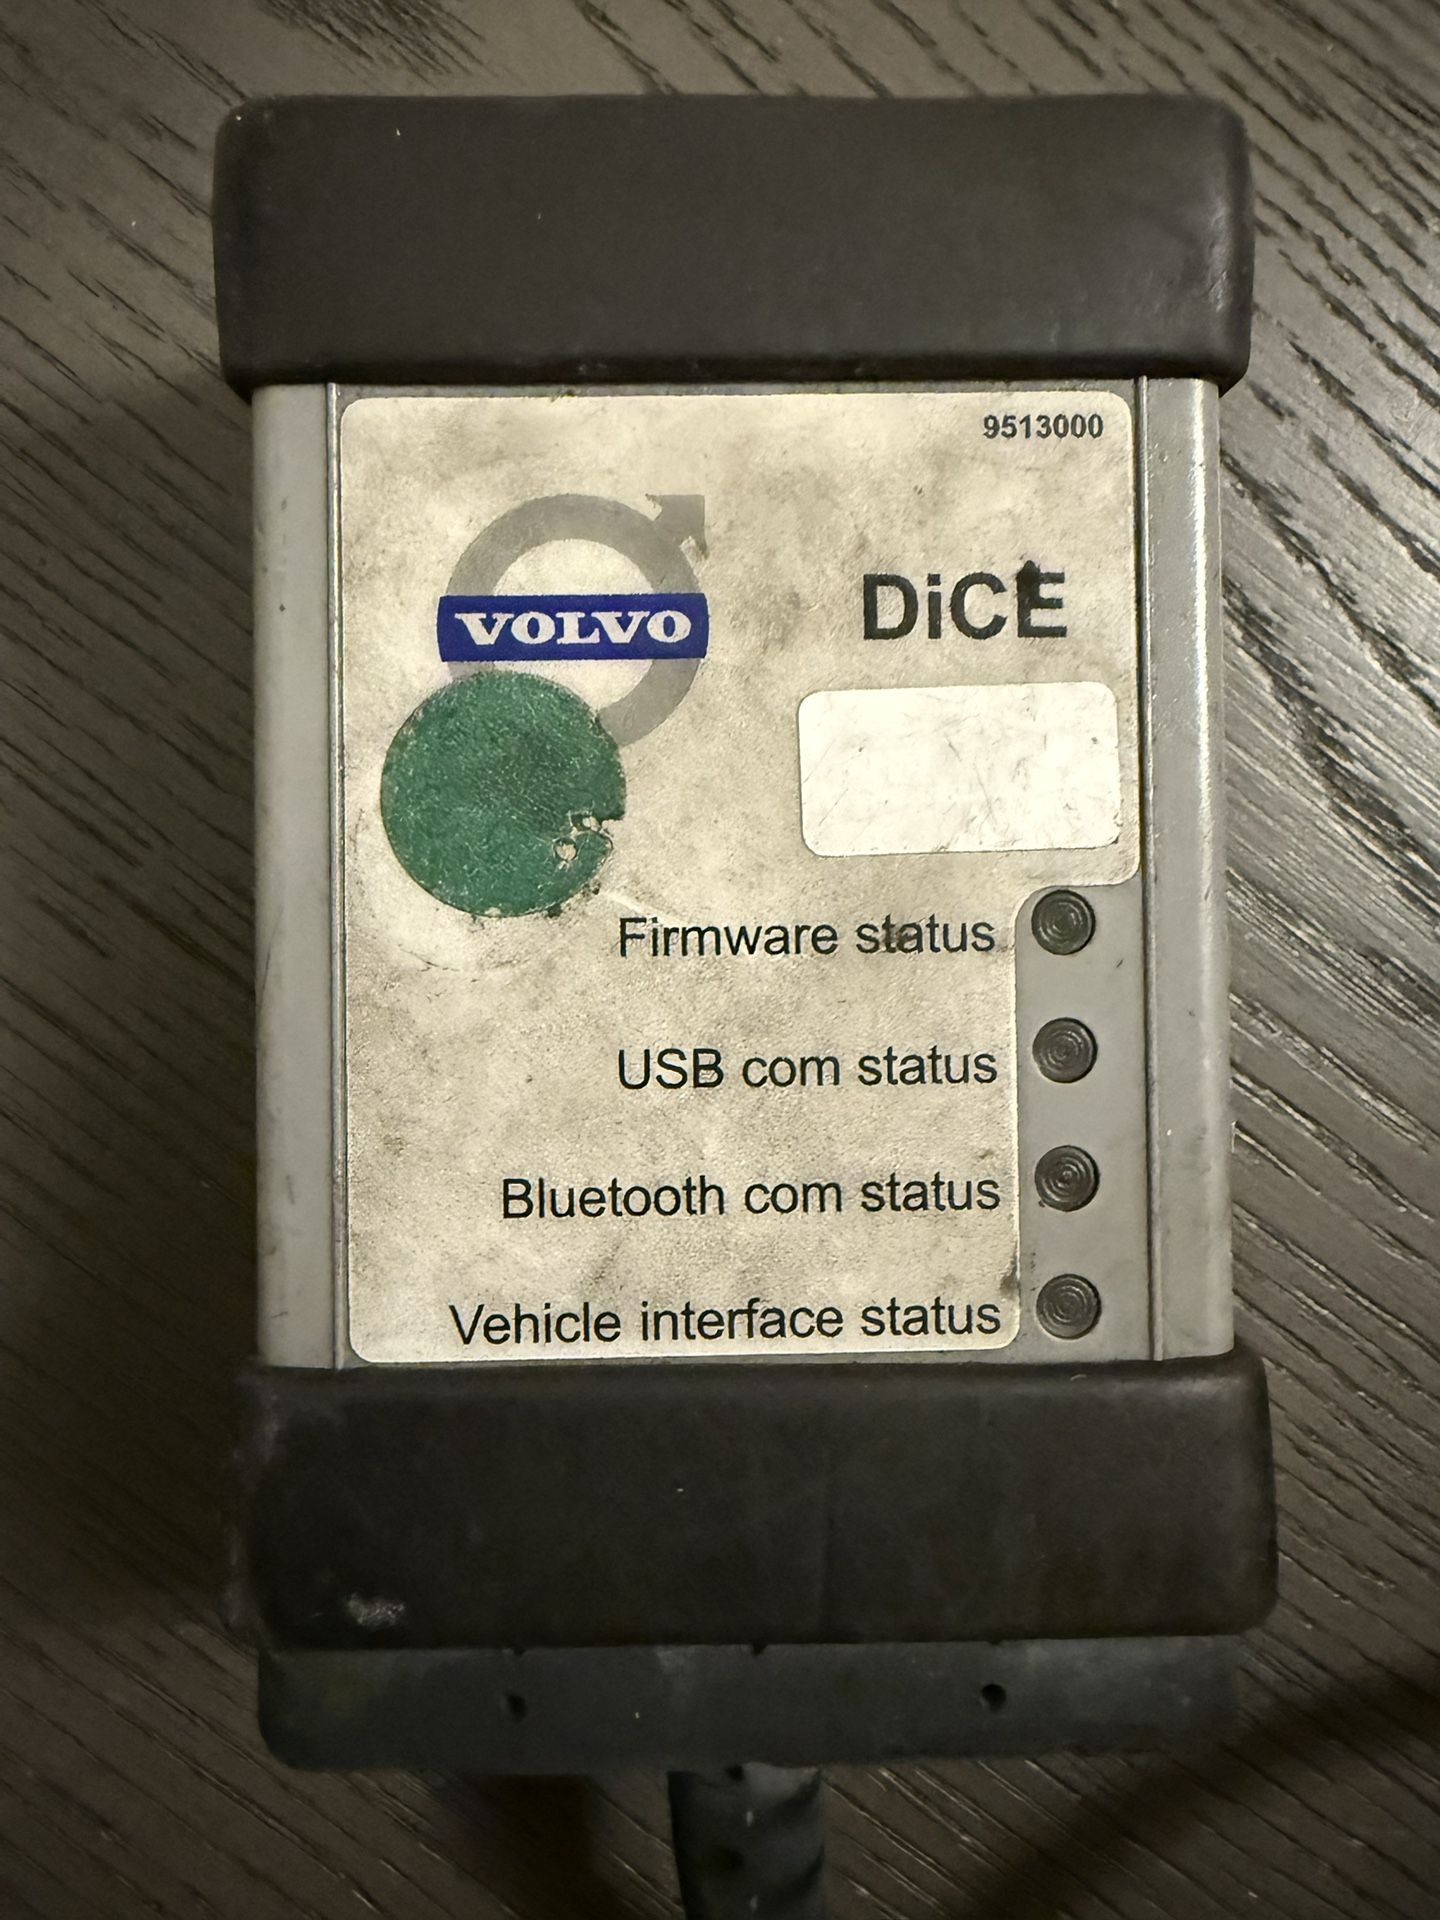 9513000
VOLVO
DiCE
Firmware status
USB com status
Bluetooth com status
Vehicle interface status